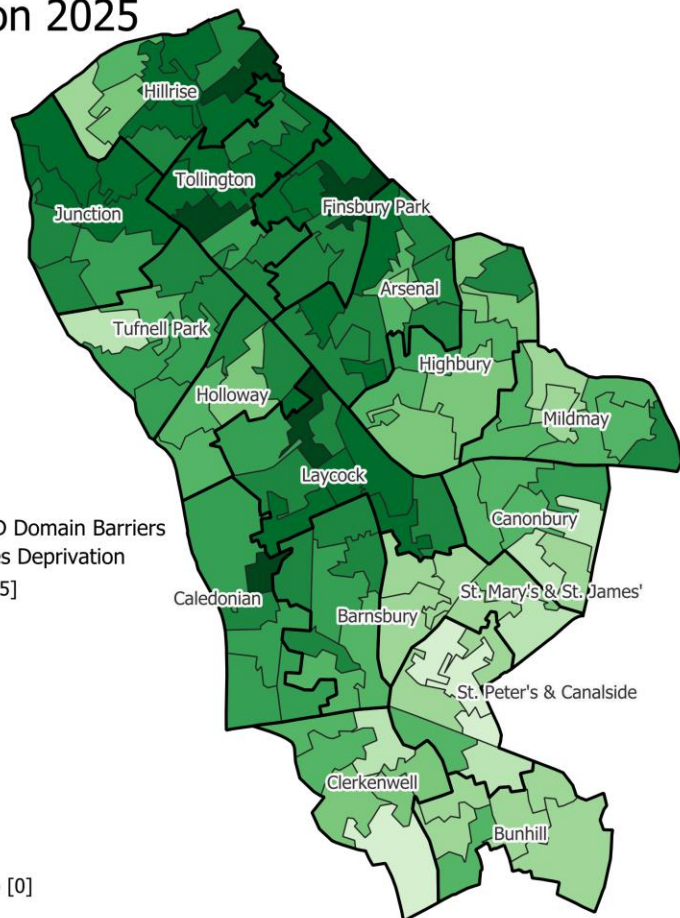 on 2025
Hillrise
Tollington
Junction
Finsbury Park
Arsenal
Tufnell Park
Highbury
Holloway
Mildmay
Laycock
Canonbury
D Domain Barriers
es Deprivation
5]
Caledonian
St. Mary's & St. James'
Barnsbury
St. Peter's & Canalside
Clerkenwell
Bunhill
[0]